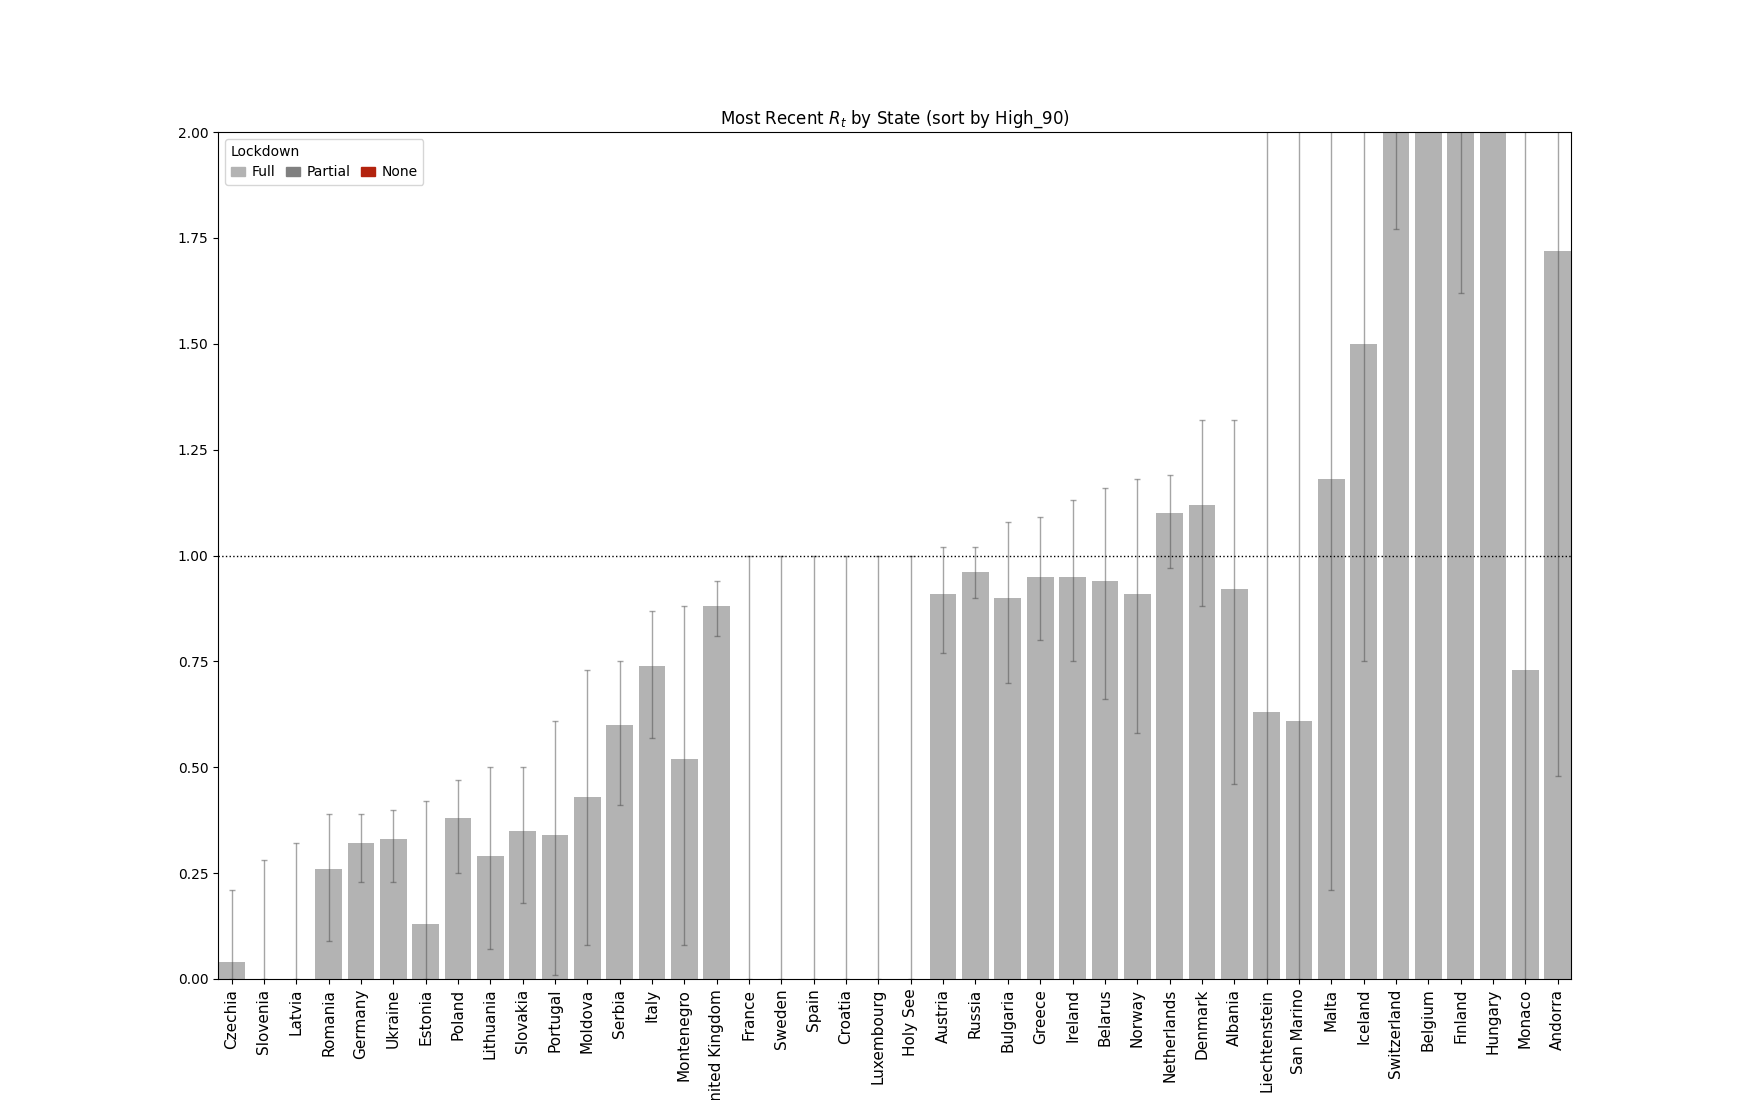 Most Recent R_t by State (sort by High_90)
Lockdown
Full Partial None
2.00
1.75
1.50
1.25
1.00
0.75
0.50
0.25
0.00
Czechia
Slovenia
Latvia
Romania
Germany
Ukraine
Estonia
Poland
Lithuania
Slovakia
Portugal
Moldova
Serbia
Italy
Montenegro
nited Kingdom
France
Sweden
Spain
Croatia
Luxembourg
Holy See
Austria
Russia
Bulgaria
Greece
Ireland
Belarus
Norway
Netherlands
Denmark
Albania
Liechtenstein
San Marino
Malta
Iceland
Switzerland
Belgium
Finland
Hungary
Monaco
Andorra